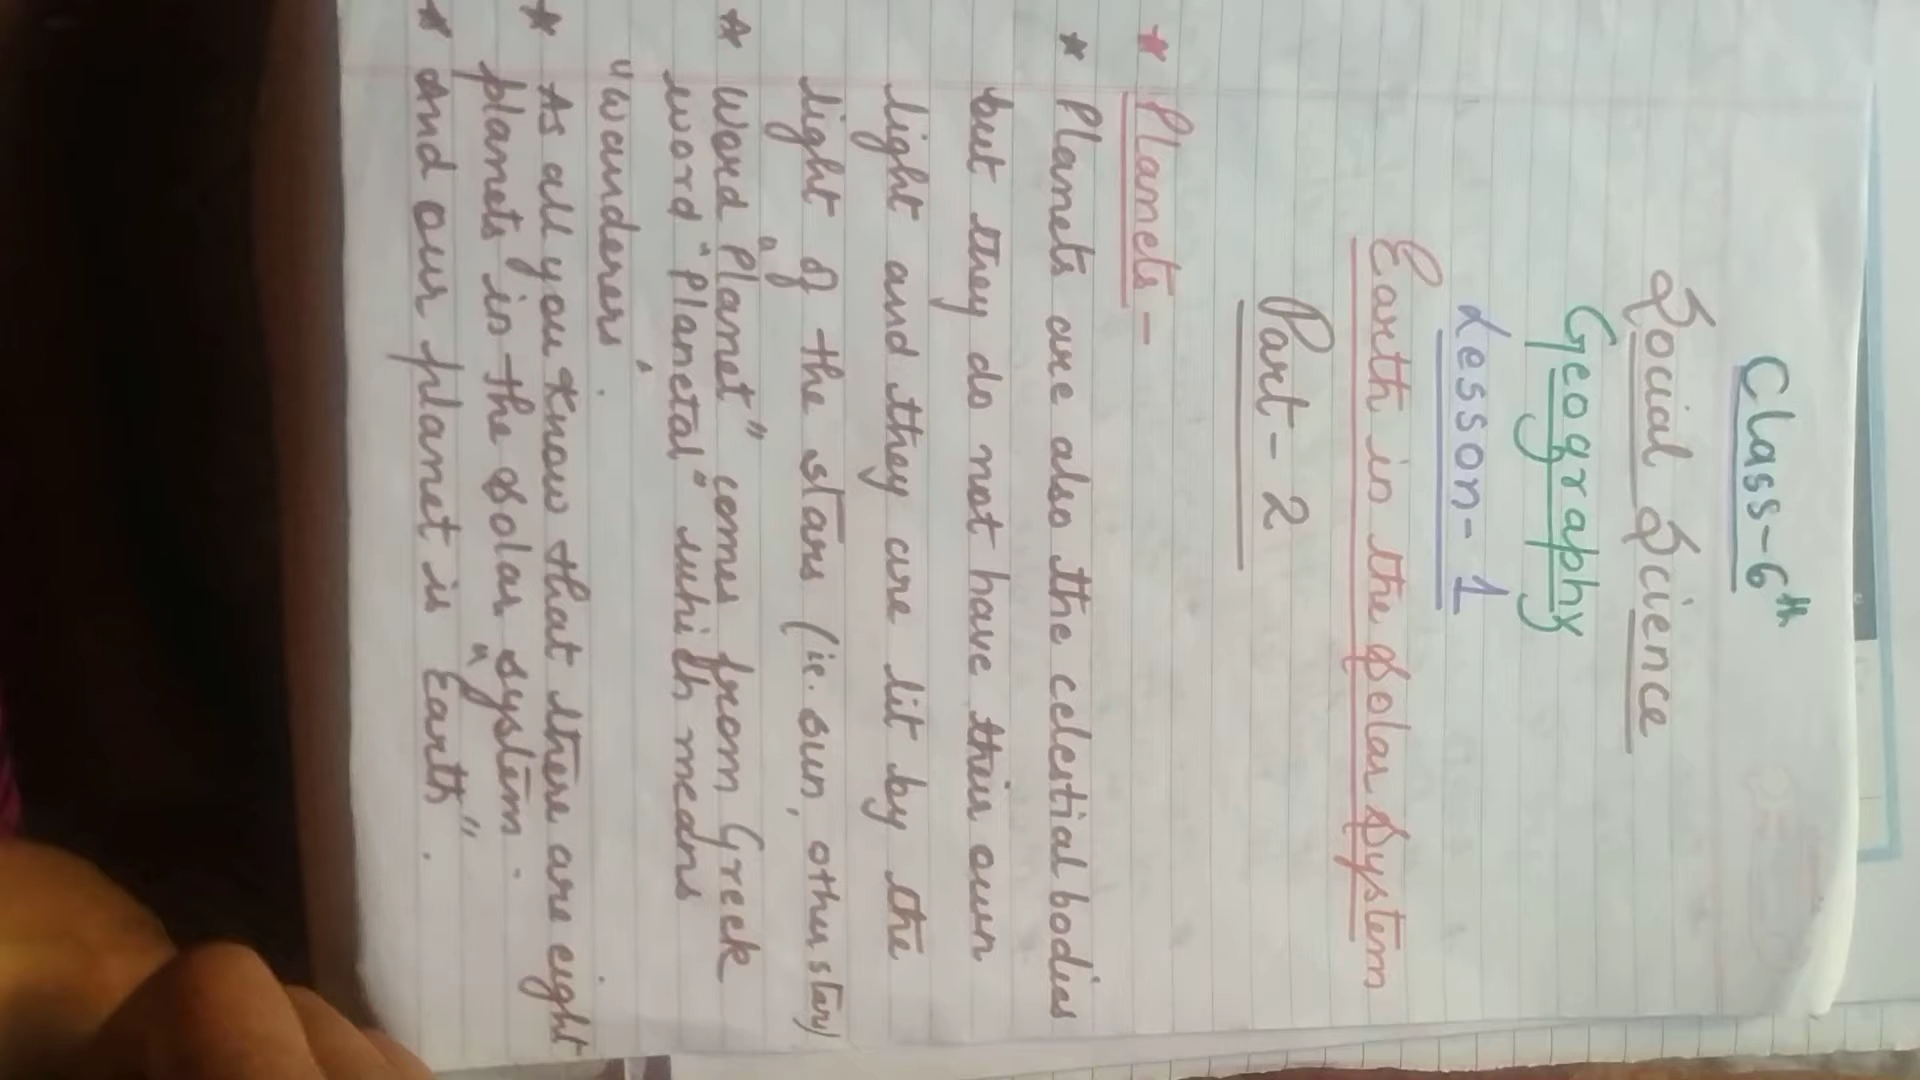 Class-6th
Social Science
Geography
Lesson-1
Earth in the Solar System
Part-2
* Planets-
* Planets are also the celestial bodies
but they do not have their own
light and they are lit by the
light of the stars (ie. sun, other stars)
* Word "Planet" comes from Greek
word "Planetai" which means
"wanderers".
* As all you know that there are eight
planets in the solar system.
* And our planet is "Earth".